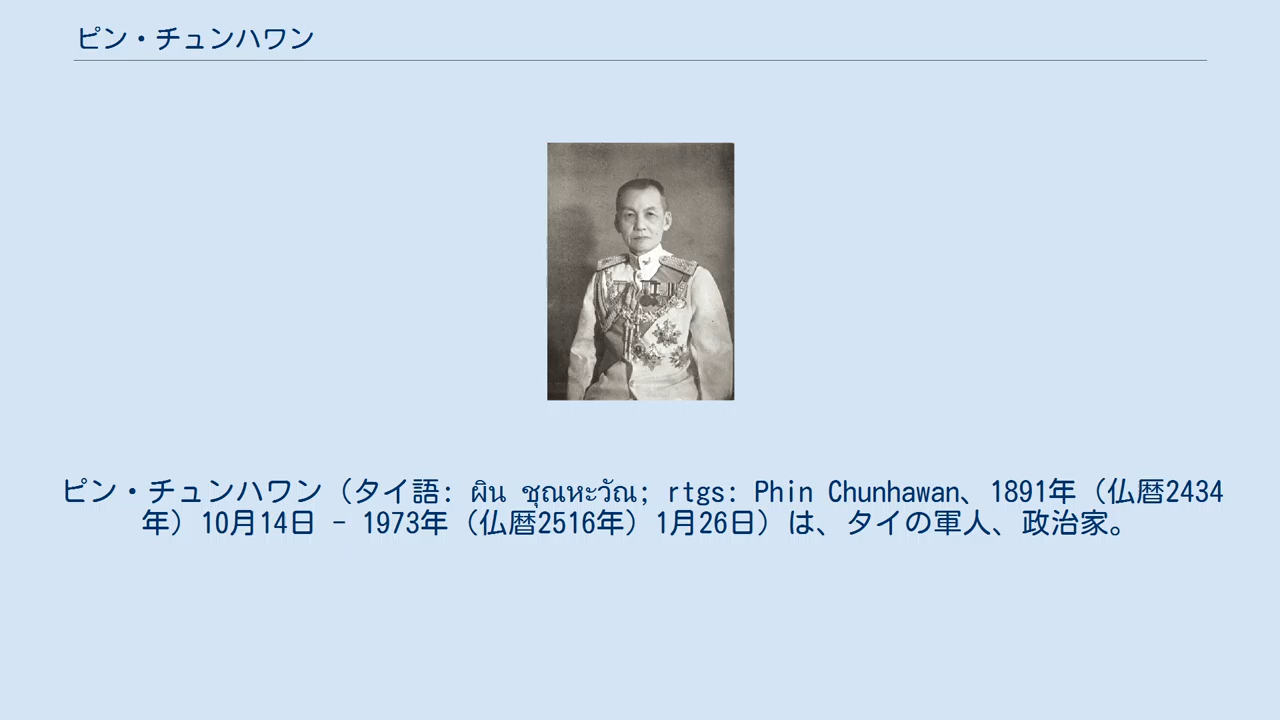 ピン・チュンハワン
ピン・チュンハワン（タイ語: ผิน ชุณหะวัณ; rtgs: Phin Chunhawan、1891年（仏暦2434
年）10月14日 - 1973年（仏暦2516年）1月26日）は、タイの軍人、政治家。